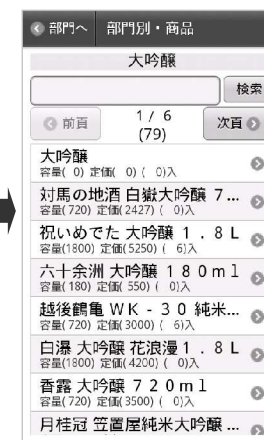 部門へ 部門別・商品
大吟醸
検索
前頁 1 / 6 次頁
(79)
大吟醸
容量( 0) 定価( 0) ( 0)入
対馬の地酒 白嶽大吟醸 ７...
容量(720) 定価(2427) ( 0)入
祝いめでた 大吟醸 １．８Ｌ
容量(1800) 定価(5250) ( 6)入
六十余洲 大吟醸 １８０ｍｌ
容量(180) 定価( 550) ( 0)入
越後鶴亀 ＷＫ－３０ 純米...
容量(720) 定価(3000) ( 6)入
白瀑 大吟醸 花浪漫１．８Ｌ
容量(1800) 定価(4200) ( 0)入
香露 大吟醸 ７２０ｍｌ
容量(720) 定価(3500) ( 0)入
月桂冠 笠置屋純米大吟醸 ...